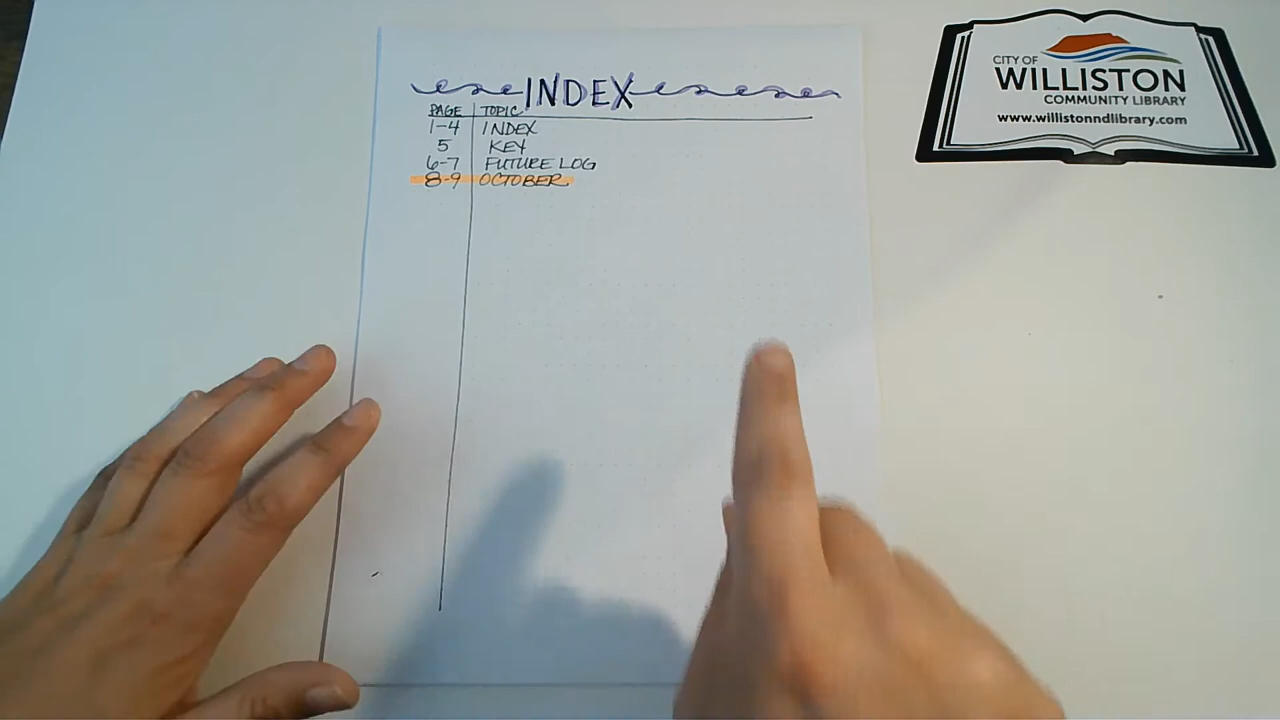 INDEX
PAGE TOPIC
1-4 INDEX
5 KEY
6-7 FUTURE LOG
8-9 OCTOBER
CITY OF
WILLISTON
COMMUNITY LIBRARY
www.willistonndlibrary.com